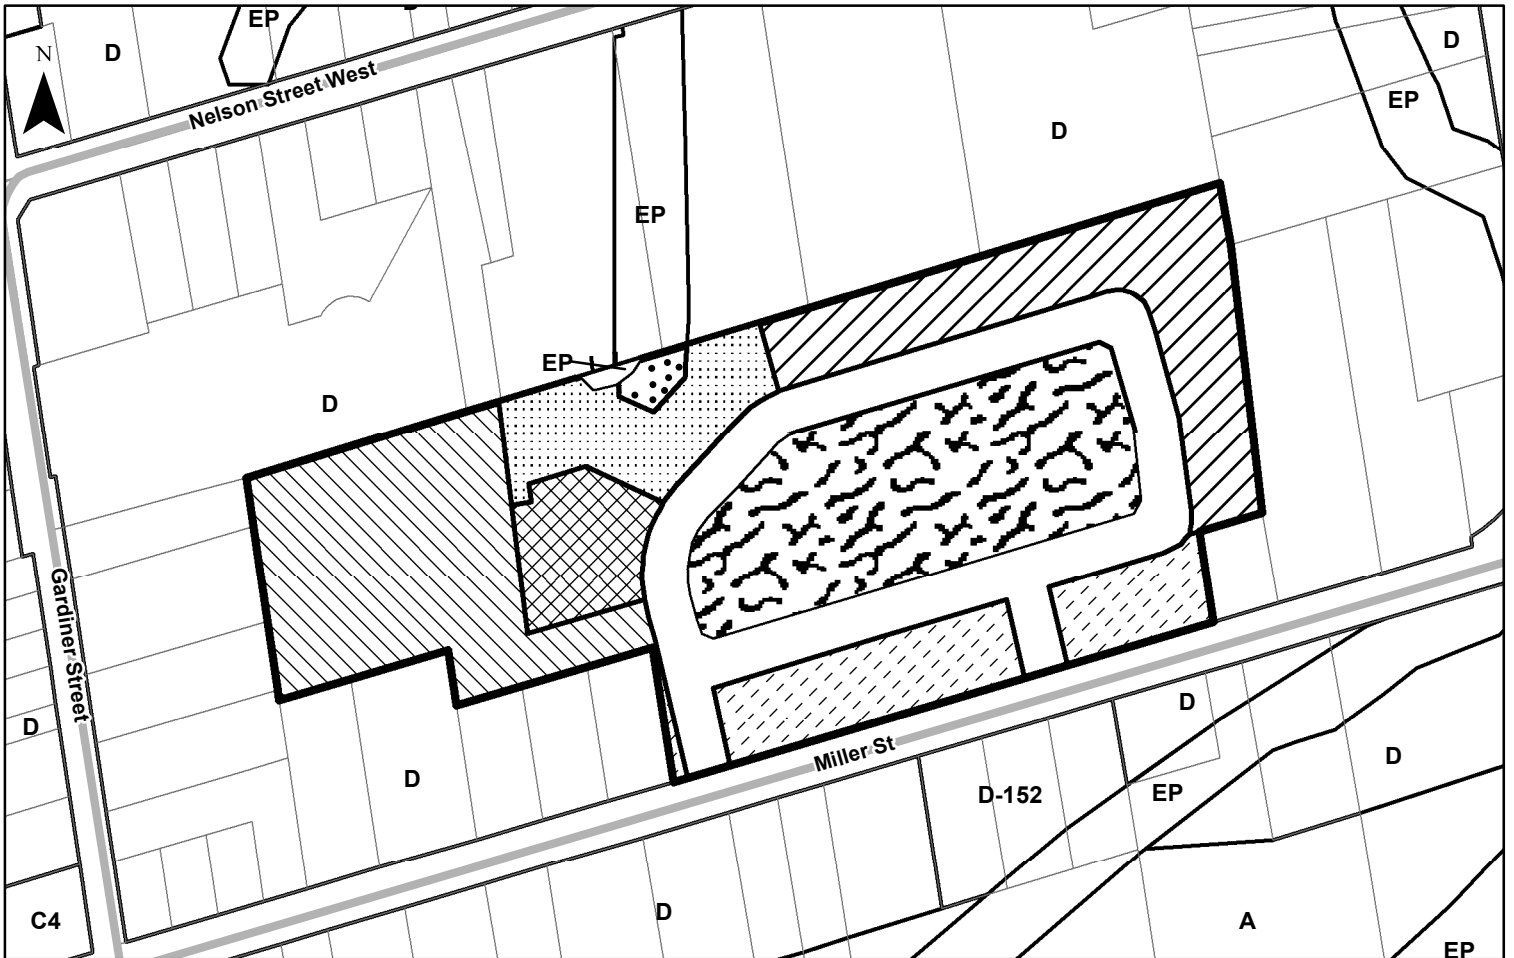 EP
D
N
D
Nelson Street West
EP
D
EP
EP
D
Gardiner Street
D
D
Miller St
D
D
D-152
EP
C4
D
A
EP